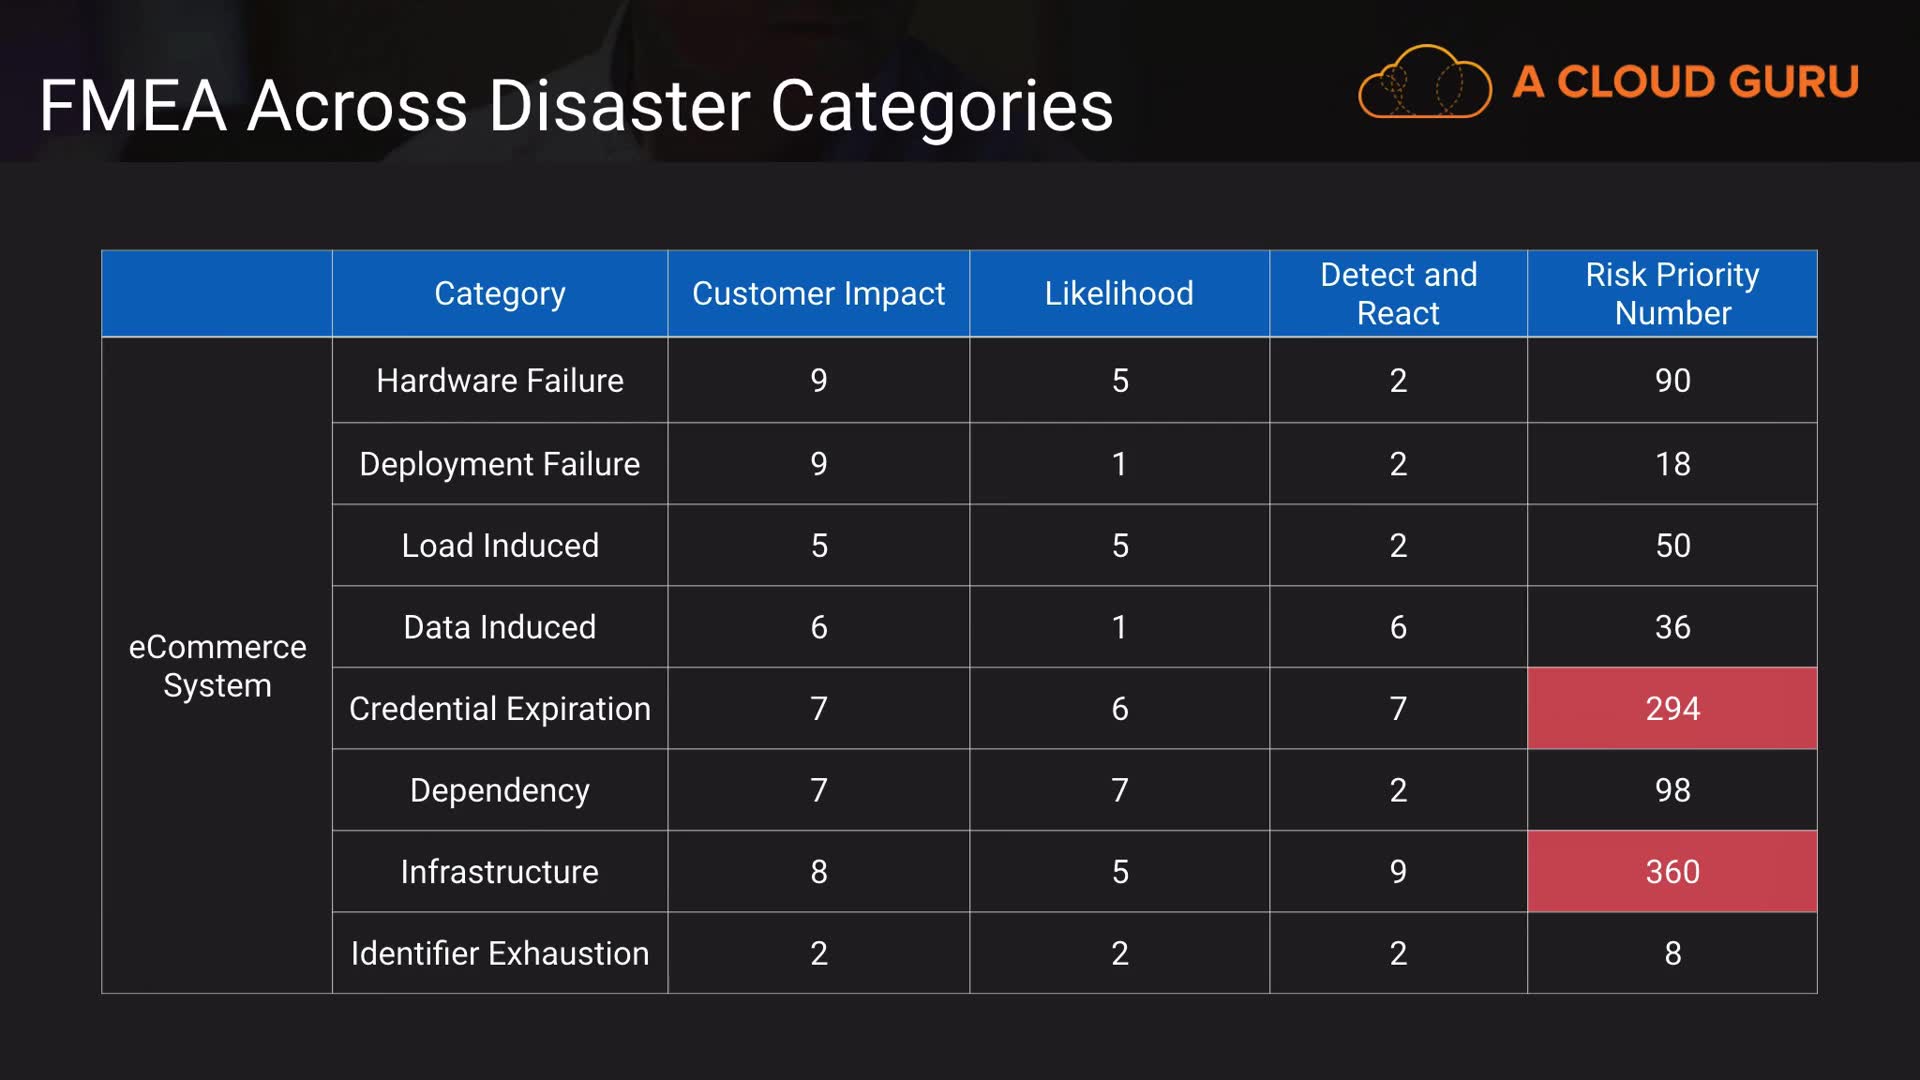 FMEA Across Disaster Categories
A CLOUD GURU
Category
Customer Impact
Likelihood
Detect and
React
Risk Priority
Number
eCommerce
System
Hardware Failure 9 5 2 90
Deployment Failure 9 1 2 18
Load Induced 5 5 2 50
Data Induced 6 1 6 36
Credential Expiration 7 6 7 294
Dependency 7 7 2 98
Infrastructure 8 5 9 360
Identifier Exhaustion 2 2 2 8